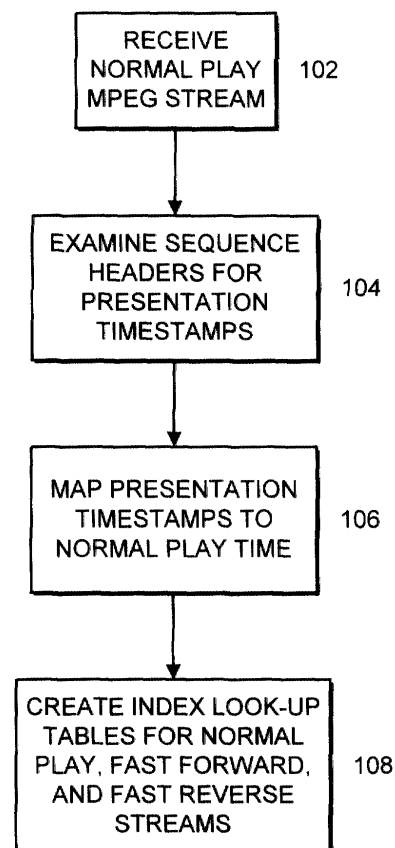 RECEIVE
NORMAL PLAY
MPEG STREAM
102
EXAMINE SEQUENCE
HEADERS FOR
PRESENTATION
TIMESTAMPS
104
MAP PRESENTATION
TIMESTAMPS TO
NORMAL PLAY TIME
106
CREATE INDEX LOOK-UP
TABLES FOR NORMAL
PLAY, FAST FORWARD,
AND FAST REVERSE
STREAMS
108